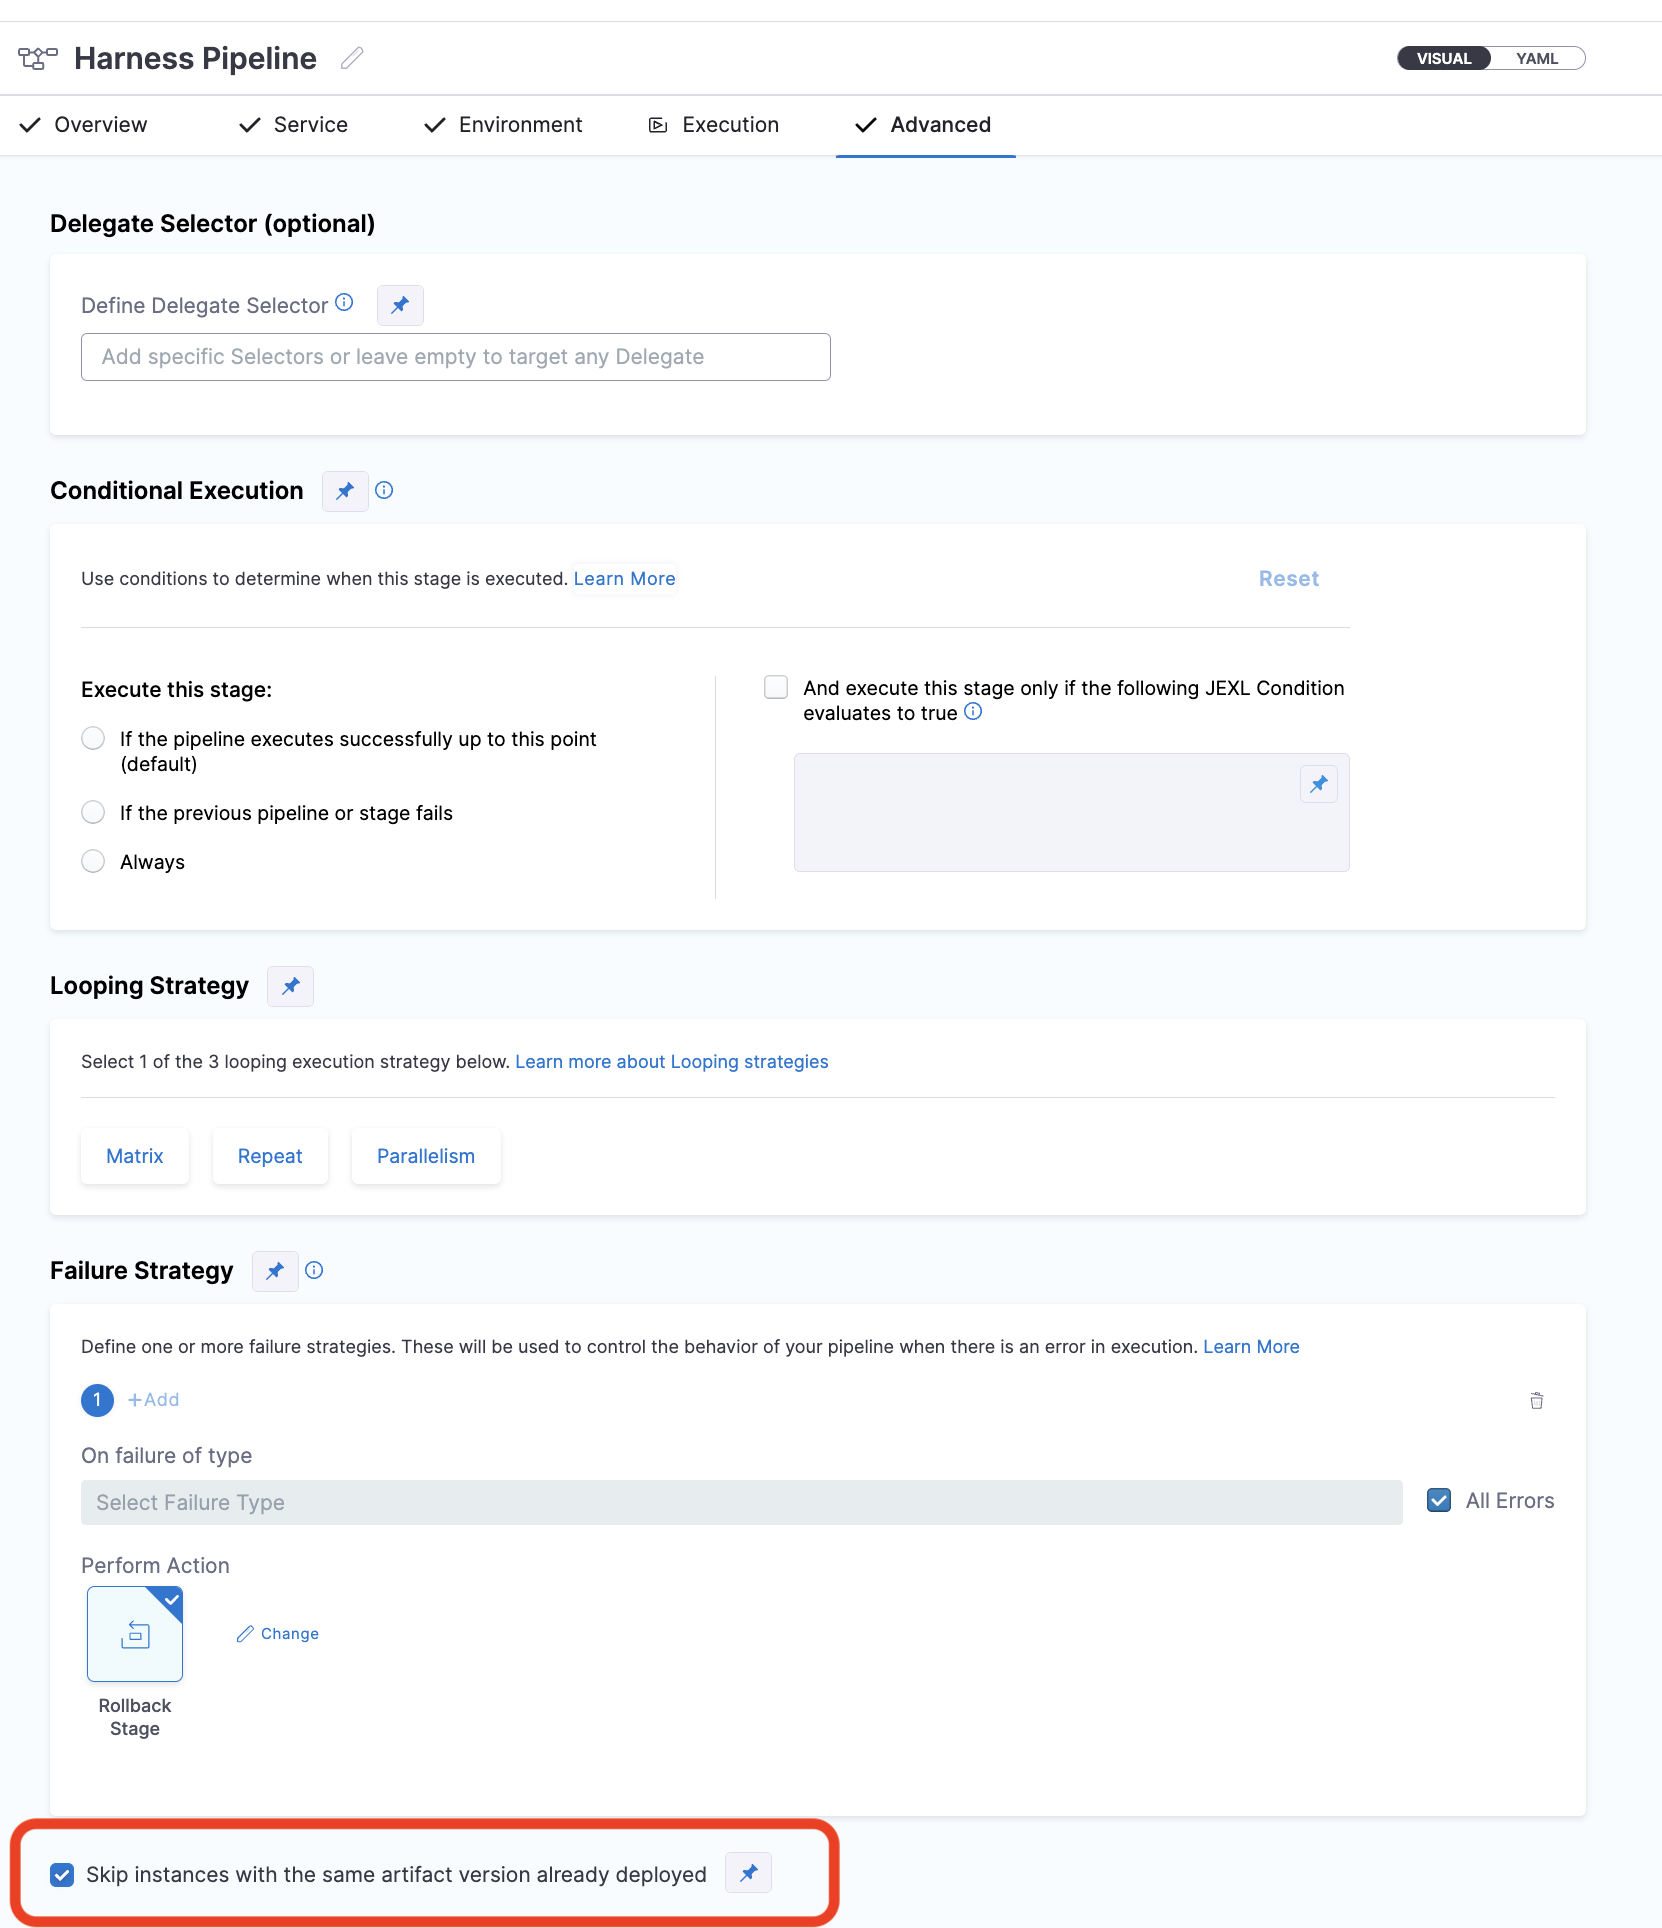 Harness Pipeline
VISUAL YAML
Overview Service Environment Execution Advanced
Delegate Selector (optional)
Define Delegate Selector
Add specific Selectors or leave empty to target any Delegate
Conditional Execution
Use conditions to determine when this stage is executed. Learn More
Reset
Execute this stage:
If the pipeline executes successfully up to this point
(default)
If the previous pipeline or stage fails
Always
And execute this stage only if the following JEXL Condition
evaluates to true
Looping Strategy
Select 1 of the 3 looping execution strategy below. Learn more about Looping strategies
Matrix Repeat Parallelism
Failure Strategy
Define one or more failure strategies. These will be used to control the behavior of your pipeline when there is an error in execution. Learn More
1 +Add
On failure of type
Select Failure Type
All Errors
Perform Action
Change
Rollback
Stage
Skip instances with the same artifact version already deployed